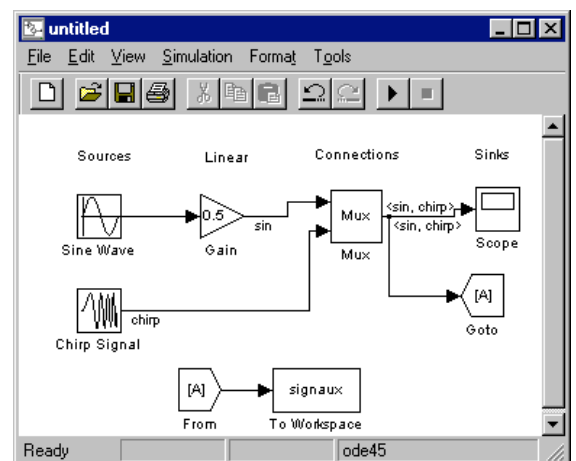 untitled
File Edit View Simulation Format Tools
Sources Linear Connections Sinks
<sin, chirp>
0.5 Mux
sin <sin, chirp>
Sine Wave Gain Mux Scope
[A]
chirp
Goto
Chirp Signal
[A] signaux
From To Workspace
Ready ode45